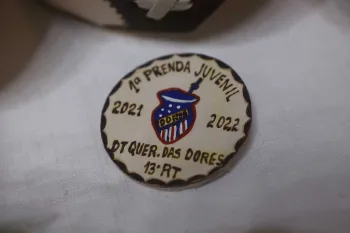 1ª PRENDA JUVENIL
2021
2022
DT QUER. DAS DORES
13ª RT